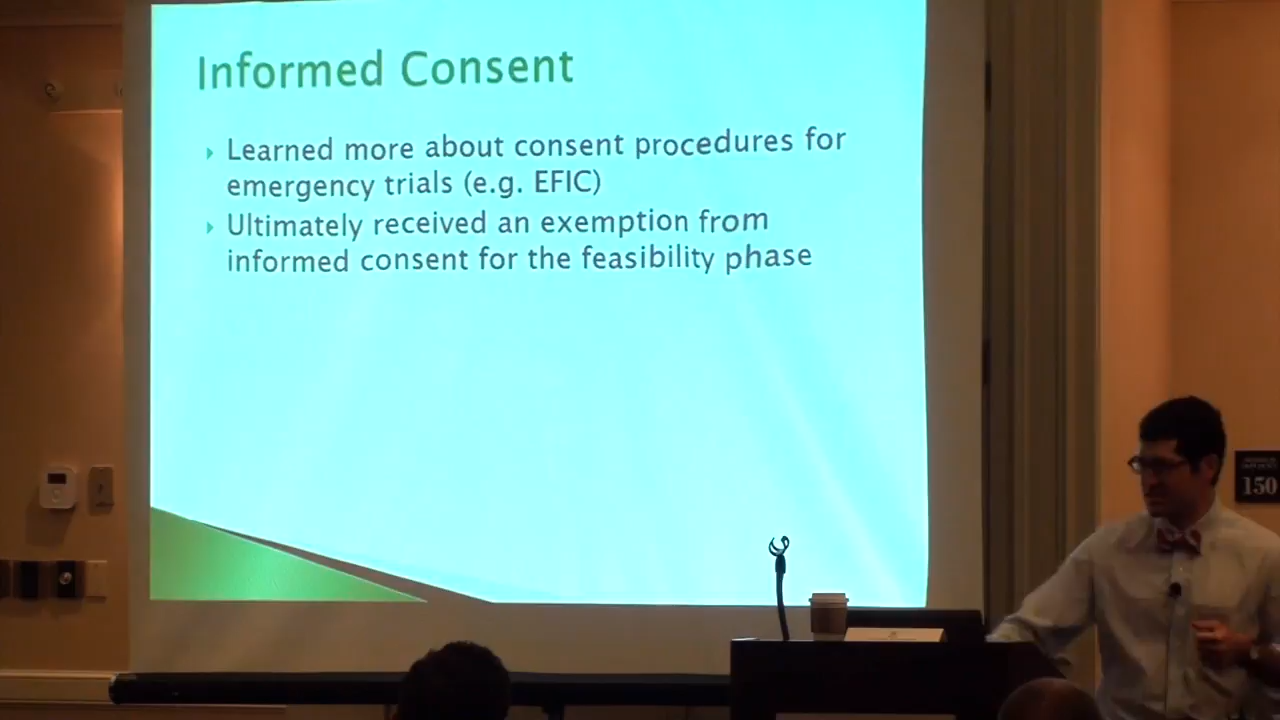 Informed Consent
Learned more about consent procedures for
emergency trials (e.g. EFIC)
Ultimately received an exemption from
informed consent for the feasibility phase
150